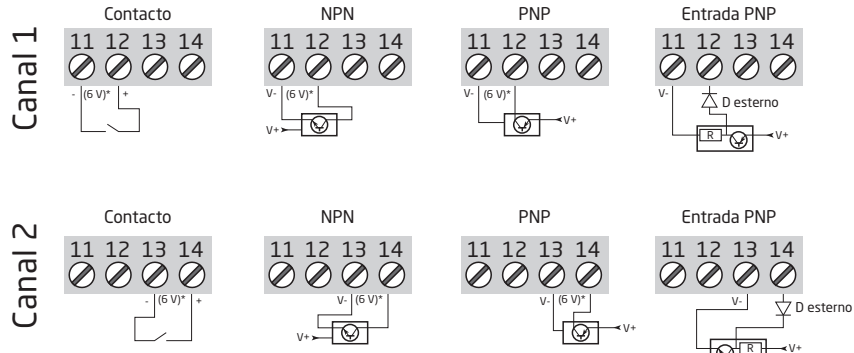 Canal 1
Contacto NPN PNP Entrada PNP
11 12 13 14 11 12 13 14 11 12 13 14 11 12 13 14
- (6 V)* + V- (6 V)* V- (6 V)* V-
D esterno
V+ V+ R V+
Canal 2
Contacto NPN PNP Entrada PNP
11 12 13 14 11 12 13 14 11 12 13 14 11 12 13 14
- (6 V)* + V- (6 V)* V- (6 V)* V-
D esterno
V+ V+ R V+